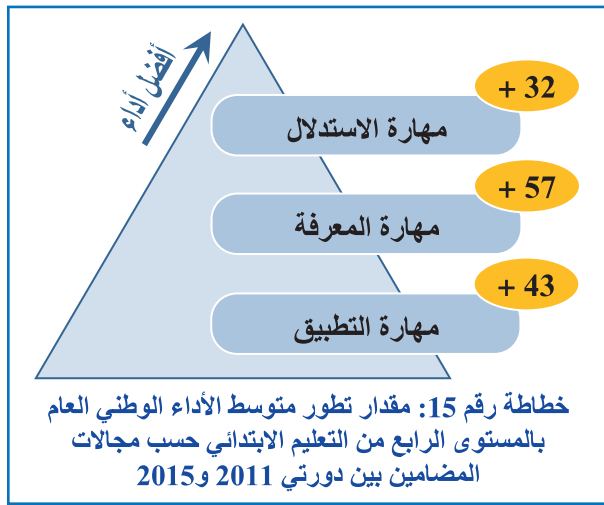 أفضل أداء
+ 32
مهارة الاستدلال
+ 57
مهارة المعرفة
+ 43
مهارة التطبيق
خطاطة رقم 15: مقدار تطور متوسط الأداء الوطني العام
بالمستوى الرابع من التعليم الابتدائي حسب مجالات
المضامين بين دورتي 2011 و2015